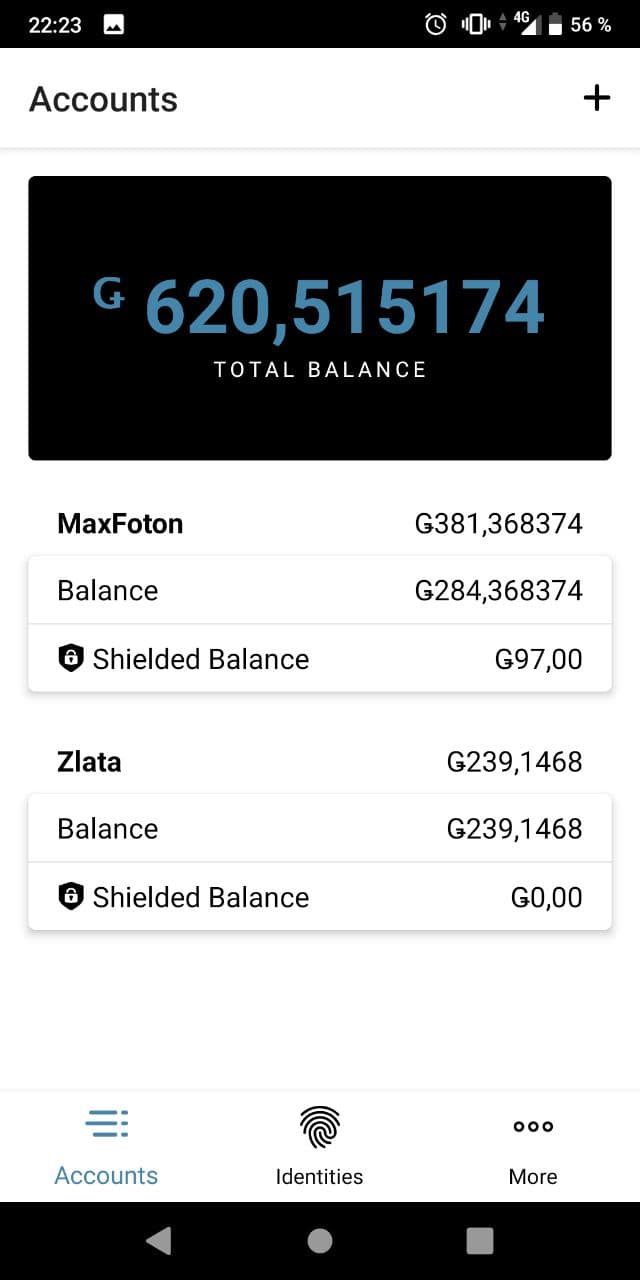 22:23 4G 56 %
Accounts +
Ǥ 620,515174
TOTAL BALANCE
MaxFoton Ǥ381,368374
Balance Ǥ284,368374
Shielded Balance Ǥ97,00
Zlata Ǥ239,1468
Balance Ǥ239,1468
Shielded Balance Ǥ0,00
Accounts Identities More